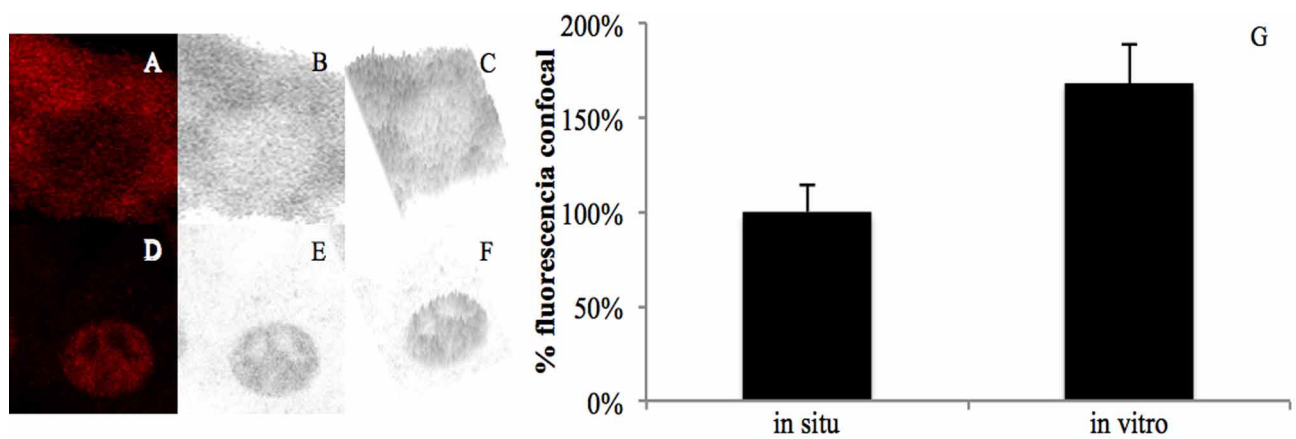 A
B
C
D
E
F
G
% fluorescencia confocal
200%
150%
100%
50%
0%
in situ
in vitro